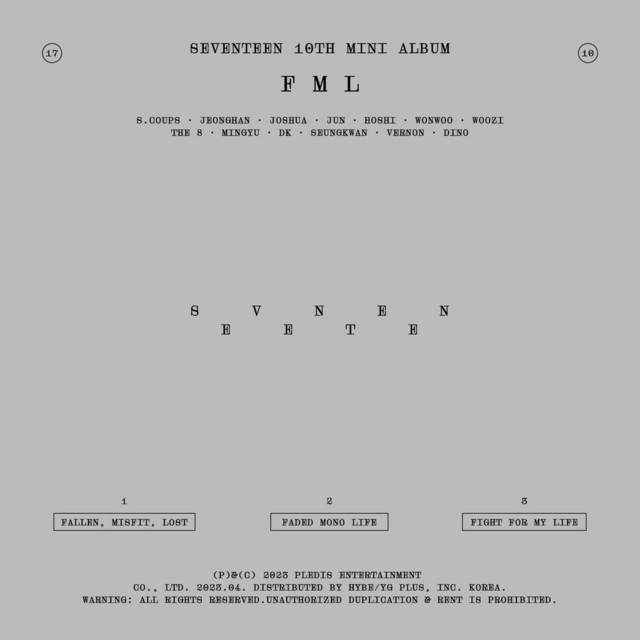 17
SEVENTEEN 10TH MINI ALBUM
10
F M L
S.COUPS · JEONGHAN · JOSHUA · JUN · HOSHI · WONWOO · WOOZI
THE 8 · MINGYU · DK · SEUNGKWAN · VERNON · DINO
S V N E N
E E T E
1
FALLEN, MISFIT, LOST
2
FADED MONO LIFE
3
FIGHT FOR MY LIFE
(P)&(C) 2023 PLEDIS ENTERTAINMENT
CO., LTD. 2023.04. DISTRIBUTED BY HYBE/YG PLUS, INC. KOREA.
WARNING: ALL RIGHTS RESERVED.UNAUTHORIZED DUPLICATION & RENT IS PROHIBITED.